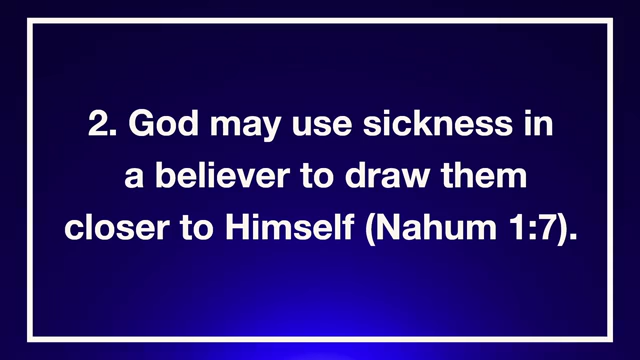 2. God may use sickness in
a believer to draw them
closer to Himself (Nahum 1:7).